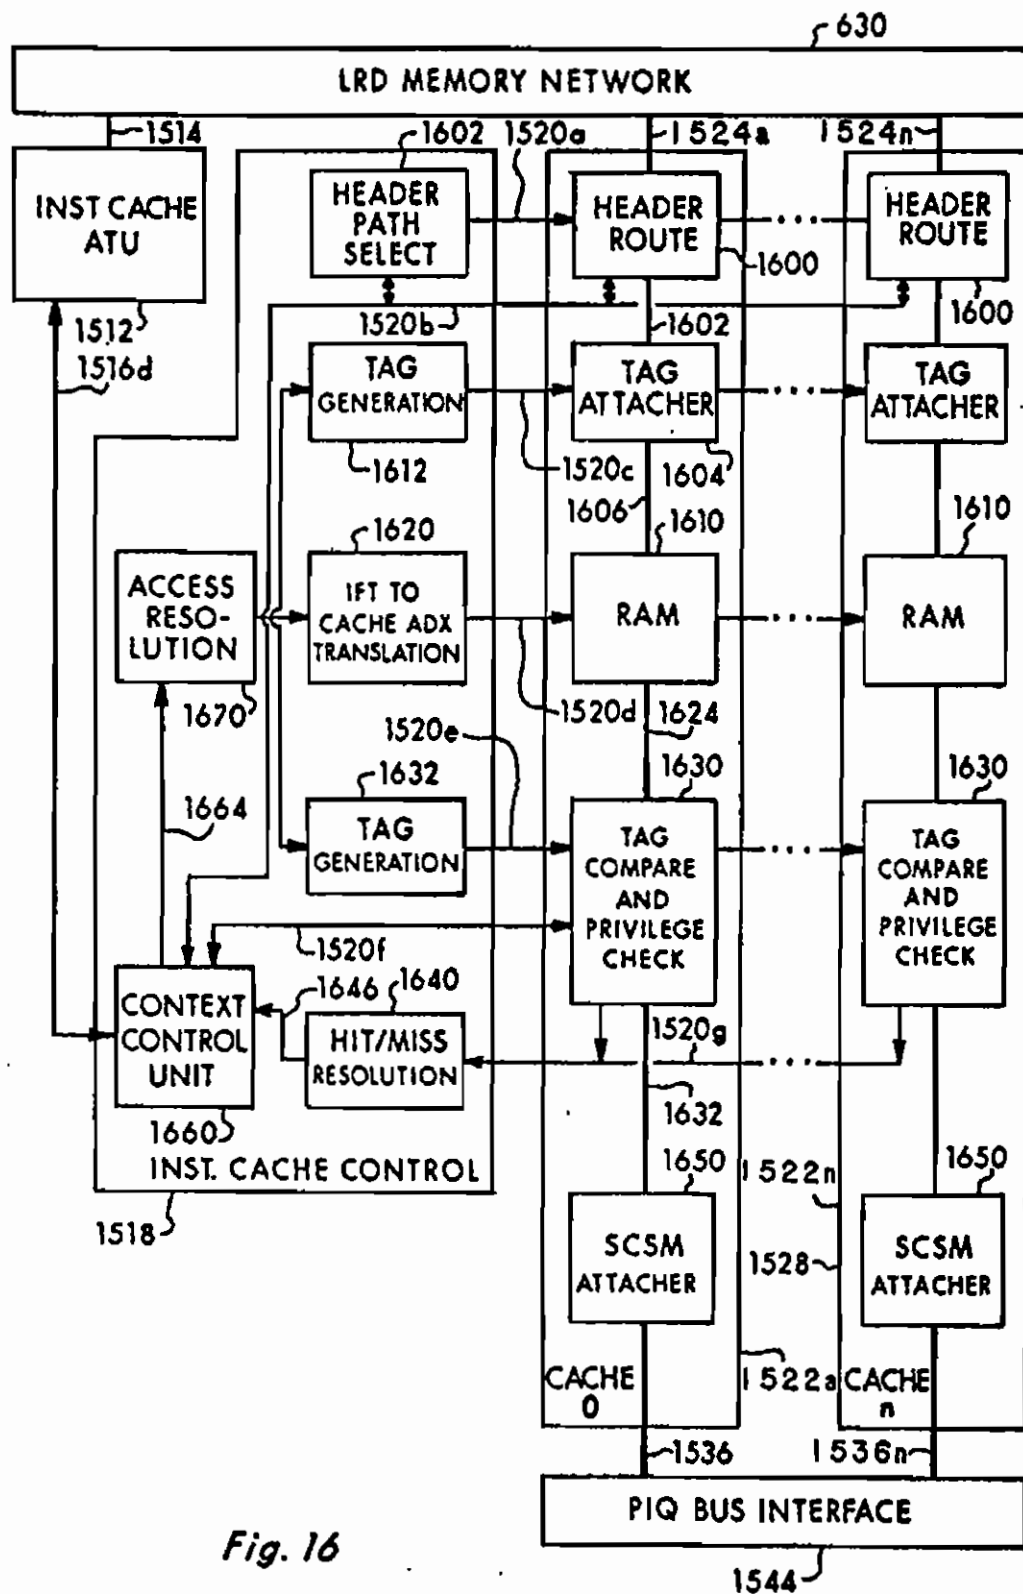 630
LRD MEMORY NETWORK
1514
1602
1520a
1524a
1524n
INST CACHE
ATU
HEADER
PATH
SELECT
HEADER
ROUTE
HEADER
ROUTE
1600
1600
1512
1520b
1602
1516d
TAG
GENERATION
TAG
ATTACHER
TAG
ATTACHER
1612
1520c
1604
1606
1620
1610
1610
ACCESS
RESO-
LUTION
IFT TO
CACHE ADX
TRANSLATION
RAM
RAM
1670
1520d
1624
1520e
1632
1630
1630
1664
TAG
GENERATION
TAG
COMPARE
AND
PRIVILEGE
CHECK
TAG
COMPARE
AND
PRIVILEGE
CHECK
1520f
1646
1640
CONTEXT
CONTROL
UNIT
HIT/MISS
RESOLUTION
1520g
1632
1660
INST. CACHE CONTROL
1518
1650
1522n
1650
SCSM
ATTACHER
1528
SCSM
ATTACHER
CACHE
0
1522a
CACHE
n
1536
1536n
PIQ BUS INTERFACE
Fig. 16
1544